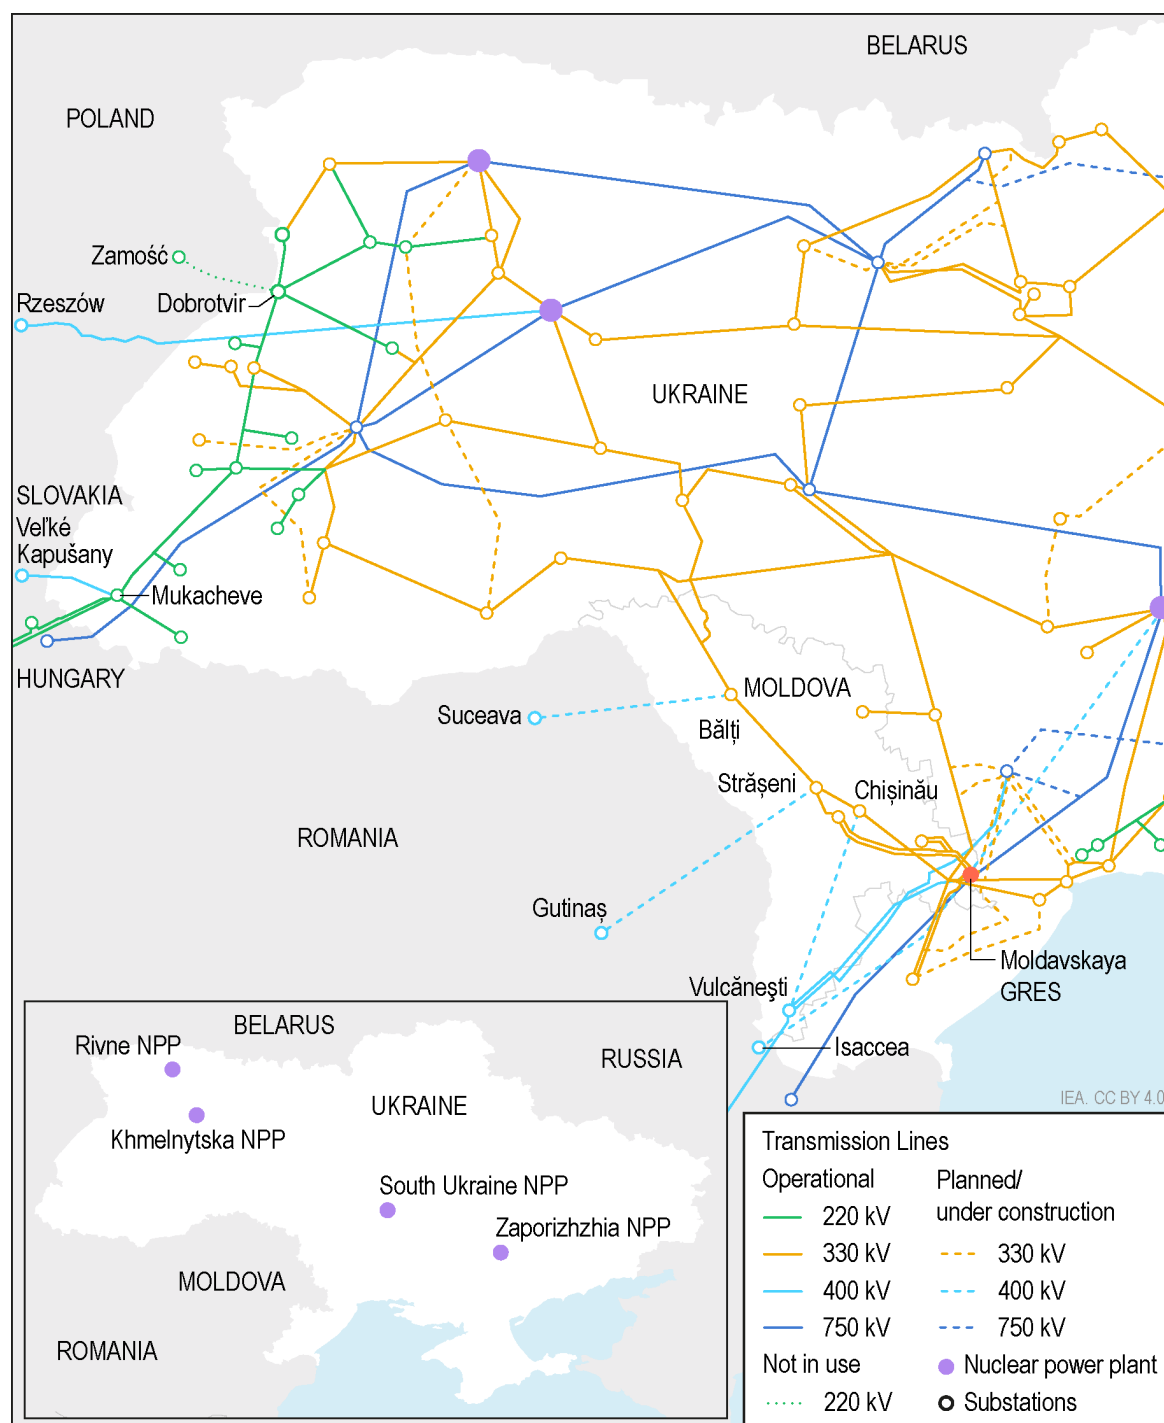 BELARUS
POLAND
Zamość
Rzeszów
Dobrotvir
UKRAINE
SLOVAKIA
Veľké
Kapušany
Mukacheve
HUNGARY
MOLDOVA
Suceava
Bălți
Strășeni
Chișinău
ROMANIA
Gutinaș
Moldavskaya
GRES
Vulcănești
Isaccea
IEA. CC BY 4.0
BELARUS
Rivne NPP
RUSSIA
UKRAINE
Khmelnytska NPP
South Ukraine NPP
Zaporizhzhia NPP
MOLDOVA
ROMANIA
Transmission Lines
Operational
220 kV
330 kV
400 kV
750 kV
Not in use
220 kV
Planned/
under construction
330 kV
400 kV
750 kV
Nuclear power plant
Substations